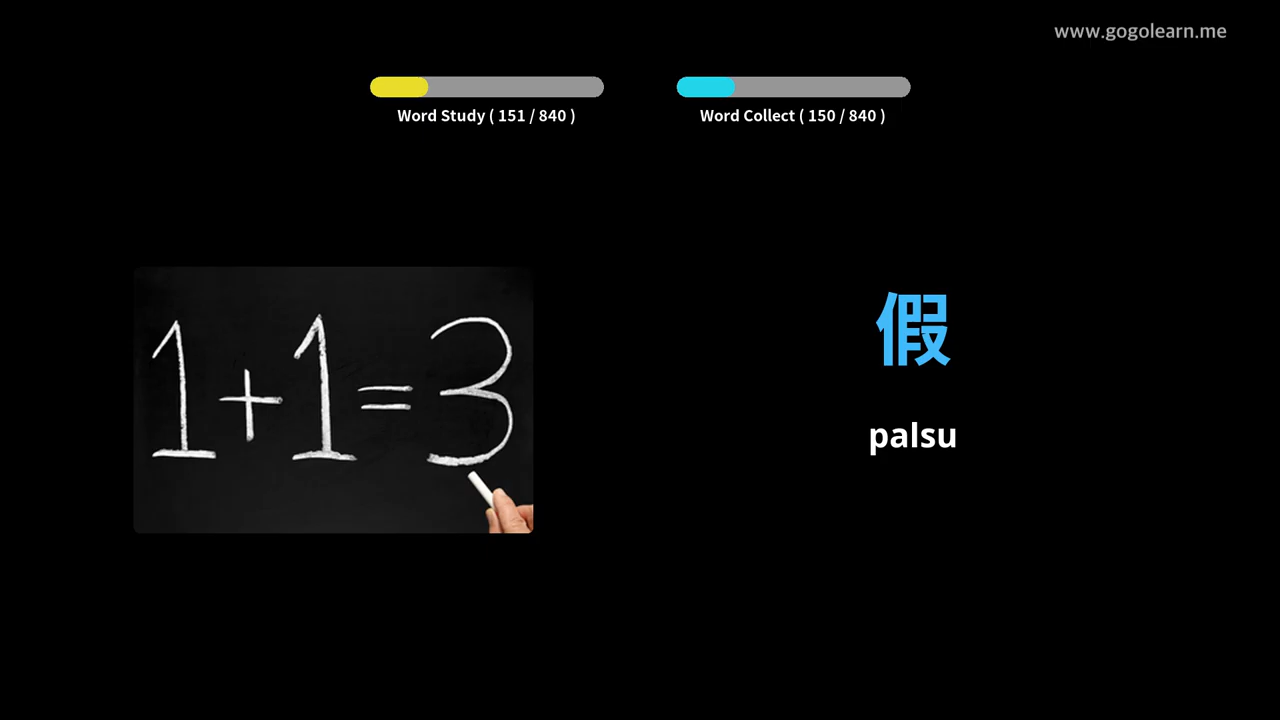 www.gogolearn.me
Word Study ( 151 / 840 )
Word Collect ( 150 / 840 )
1+1=3
假
palsu